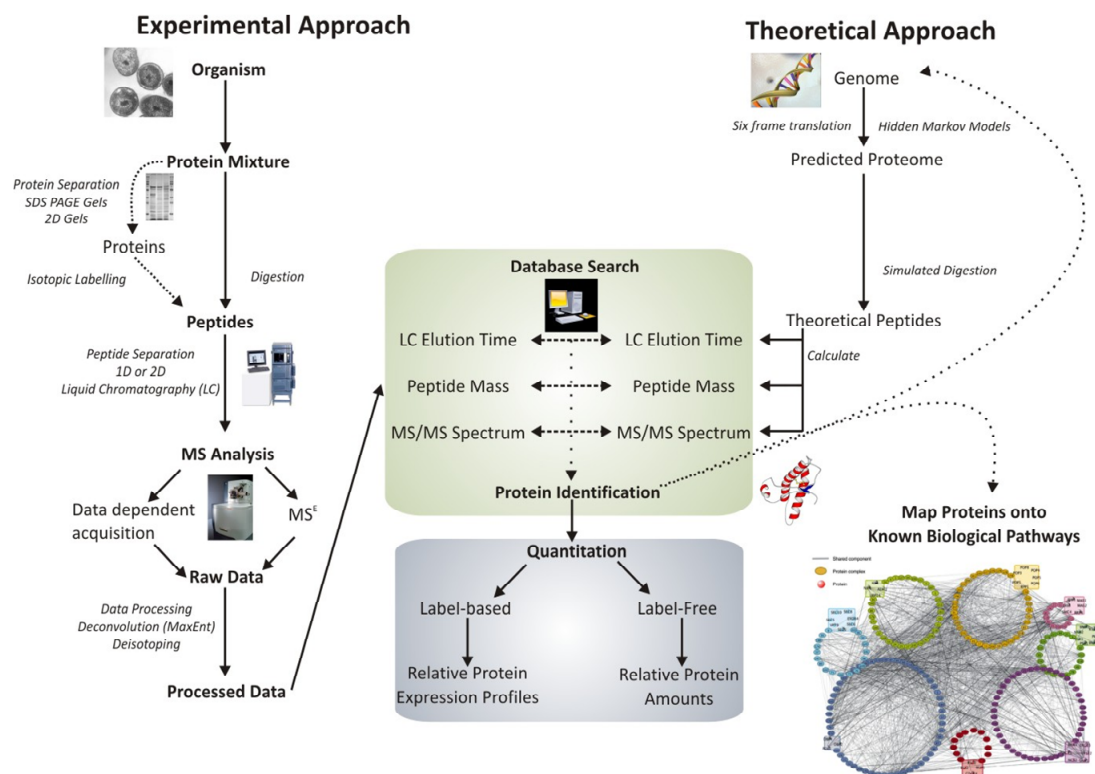 Experimental Approach
Organism
Protein Mixture
Protein Separation
SDS PAGE Gels
2D Gels
Proteins
Isotopic Labelling
Digestion
Peptides
Peptide Separation
1D or 2D
Liquid Chromatography (LC)
MS Analysis
Data dependent
acquisition
MS^E
Raw Data
Data Processing
Deconvolution (MaxEnt)
Deisotoping
Processed Data
Database Search
LC Elution Time
LC Elution Time
Peptide Mass
Peptide Mass
MS/MS Spectrum
MS/MS Spectrum
Protein Identification
Quantitation
Label-based
Label-Free
Relative Protein
Expression Profiles
Relative Protein
Amounts
Theoretical Approach
Genome
Six frame translation
Hidden Markov Models
Predicted Proteome
Simulated Digestion
Theoretical Peptides
Calculate
Map Proteins onto
Known Biological Pathways
Shared component
Protein complex
Protein